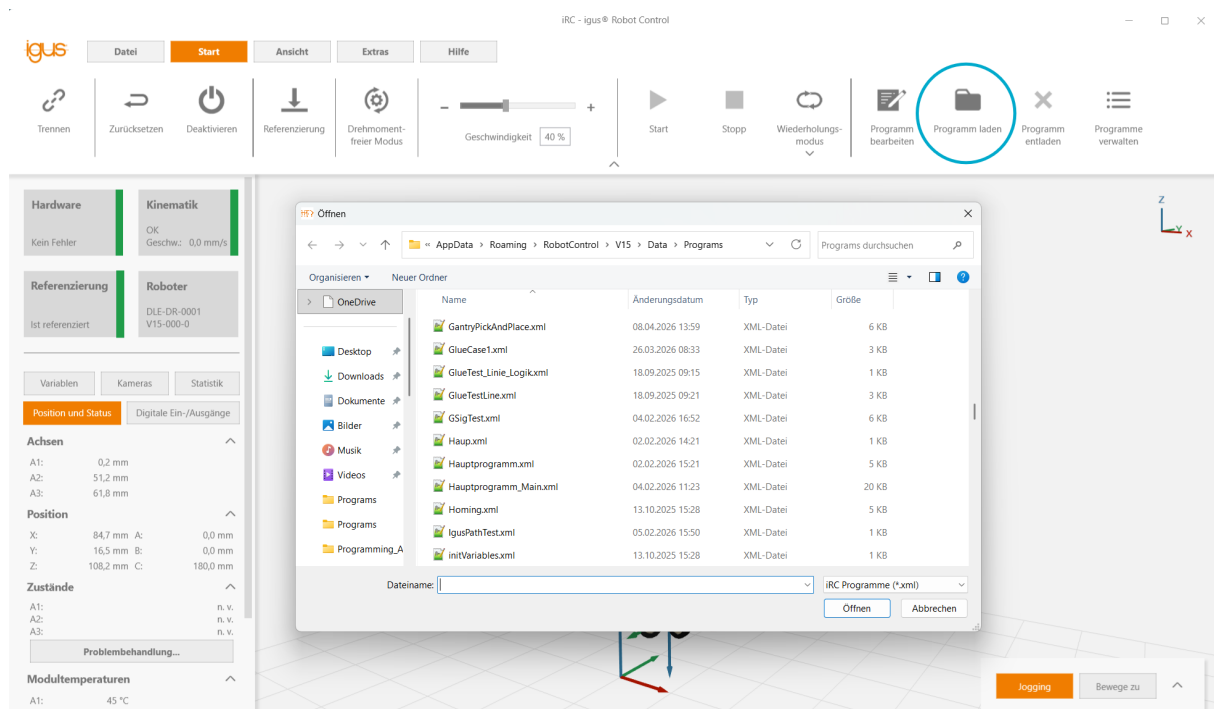 iRC - igus® Robot Control
igus
Datei Start Ansicht Extras Hilfe
Trennen Zurücksetzen Deaktivieren Referenzierung Drehmoment-
freier Modus
− +
Geschwindigkeit 40 %
Start Stopp Wiederholungs-
modus
Programm
bearbeiten
Programm laden
Programm
entladen
Programme
verwalten
Hardware
Kein Fehler
Kinematik
OK
Geschw.: 0,0 mm/s
Referenzierung
Ist referenziert
Roboter
DLE-DR-0001
V15-000-0
Variablen Kameras Statistik
Position und Status Digitale Ein-/Ausgänge
Achsen
A1: 0,2 mm
A2: 51,2 mm
A3: 61,8 mm
Position
X: 84,7 mm A: 0,0 mm
Y: 16,5 mm B: 0,0 mm
Z: 108,2 mm C: 180,0 mm
Zustände
A1: n. v.
A2: n. v.
A3: n. v.
Problembehandlung...
Modultemperaturen
A1: 45 °C
Öffnen
« AppData › Roaming › RobotControl › V15 › Data › Programs
Programs durchsuchen
Organisieren Neuer Ordner
OneDrive
Desktop
Downloads
Dokumente
Bilder
Musik
Videos
Programs
Programs
Programming_A
Name Änderungsdatum Typ Größe
GantryPickAndPlace.xml 08.04.2026 13:59 XML-Datei 6 KB
GlueCase1.xml 26.03.2026 08:33 XML-Datei 3 KB
GlueTest_Linie_Logik.xml 18.09.2025 09:15 XML-Datei 1 KB
GlueTestLine.xml 18.09.2025 09:21 XML-Datei 3 KB
GSigTest.xml 04.02.2026 16:52 XML-Datei 6 KB
Haup.xml 02.02.2026 14:21 XML-Datei 1 KB
Hauptprogramm.xml 02.02.2026 15:21 XML-Datei 5 KB
Hauptprogramm_Main.xml 04.02.2026 11:23 XML-Datei 20 KB
Homing.xml 13.10.2025 15:28 XML-Datei 5 KB
IgusPathTest.xml 05.02.2026 15:50 XML-Datei 1 KB
initVariables.xml 13.10.2025 15:28 XML-Datei 1 KB
Dateiname: iRC Programme (*.xml)
Öffnen Abbrechen
Z
Y X
Jogging Bewege zu